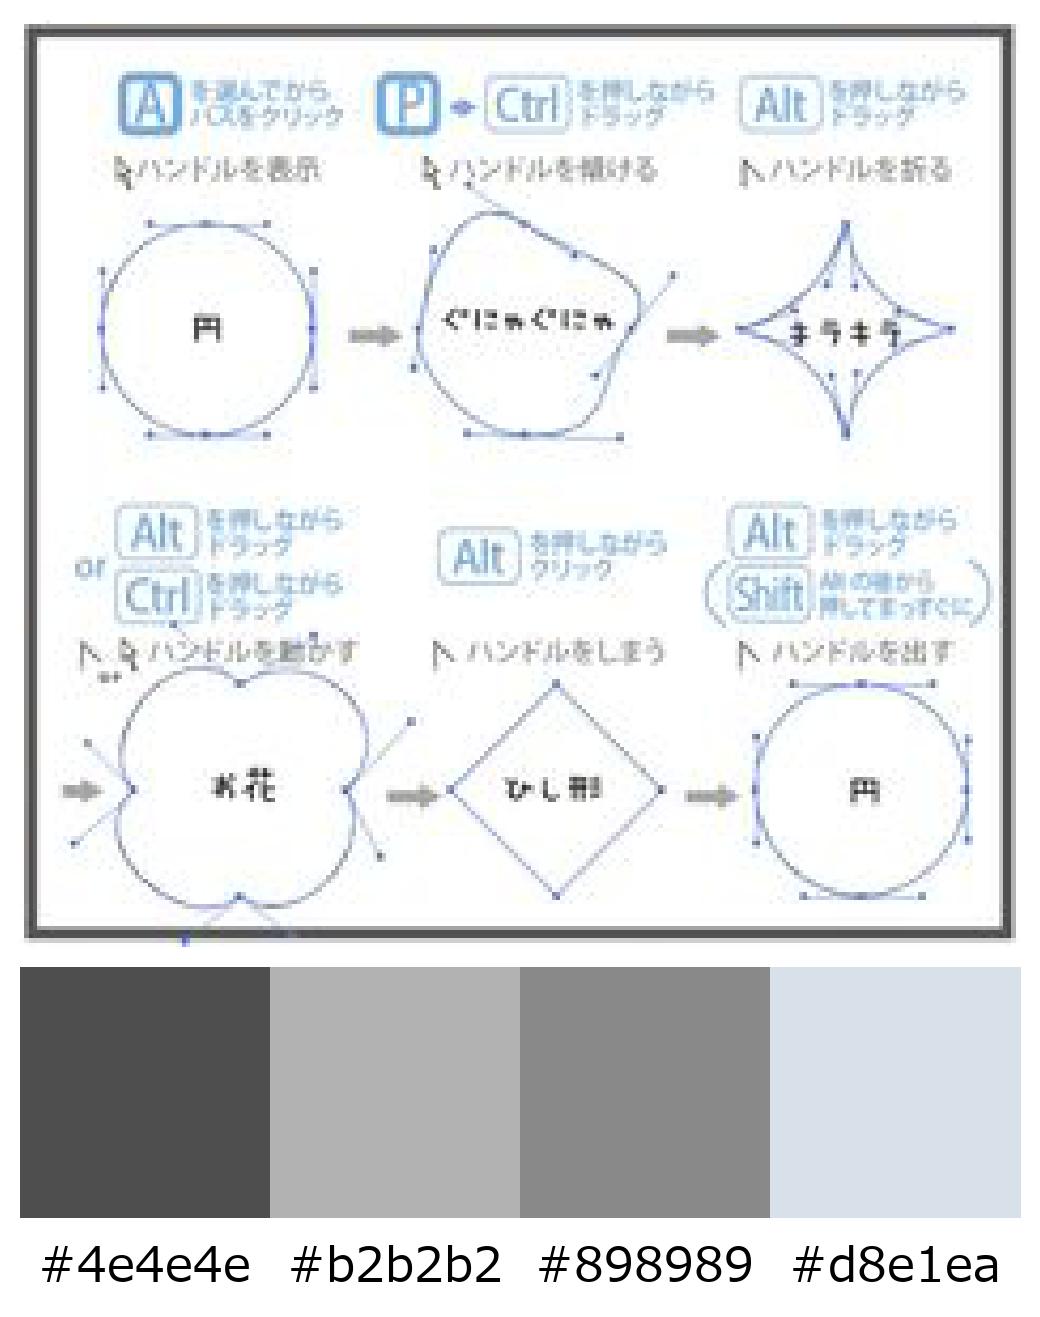 A を選んでから
パスをクリック
P Ctrl を押しながら
ドラッグ
Alt を押しながら
ドラッグ
ハンドルを表示
ハンドルを傾ける
ハンドルを折る
円
ぐにゃぐにゃ
キラキラ
Alt を押しながら
ドラッグ
or
Ctrl を押しながら
ドラッグ
Alt を押しながら
クリック
Alt を押しながら
ドラッグ
(Shift Altの後から
押してまっすぐに)
ハンドルを動かす
ハンドルをしまう
ハンドルを出す
お花
ひし形
円
#4e4e4e #b2b2b2 #898989 #d8e1ea